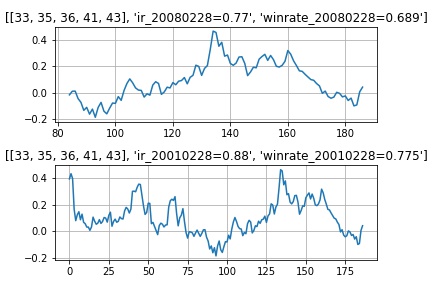 [[33, 35, 36, 41, 43], 'ir_20080228=0.77', 'winrate_20080228=0.689']
0.4
0.2
0.0
−0.2
80 100 120 140 160 180
[[33, 35, 36, 41, 43], 'ir_20010228=0.88', 'winrate_20010228=0.775']
0.4
0.2
0.0
−0.2
0 25 50 75 100 125 150 175